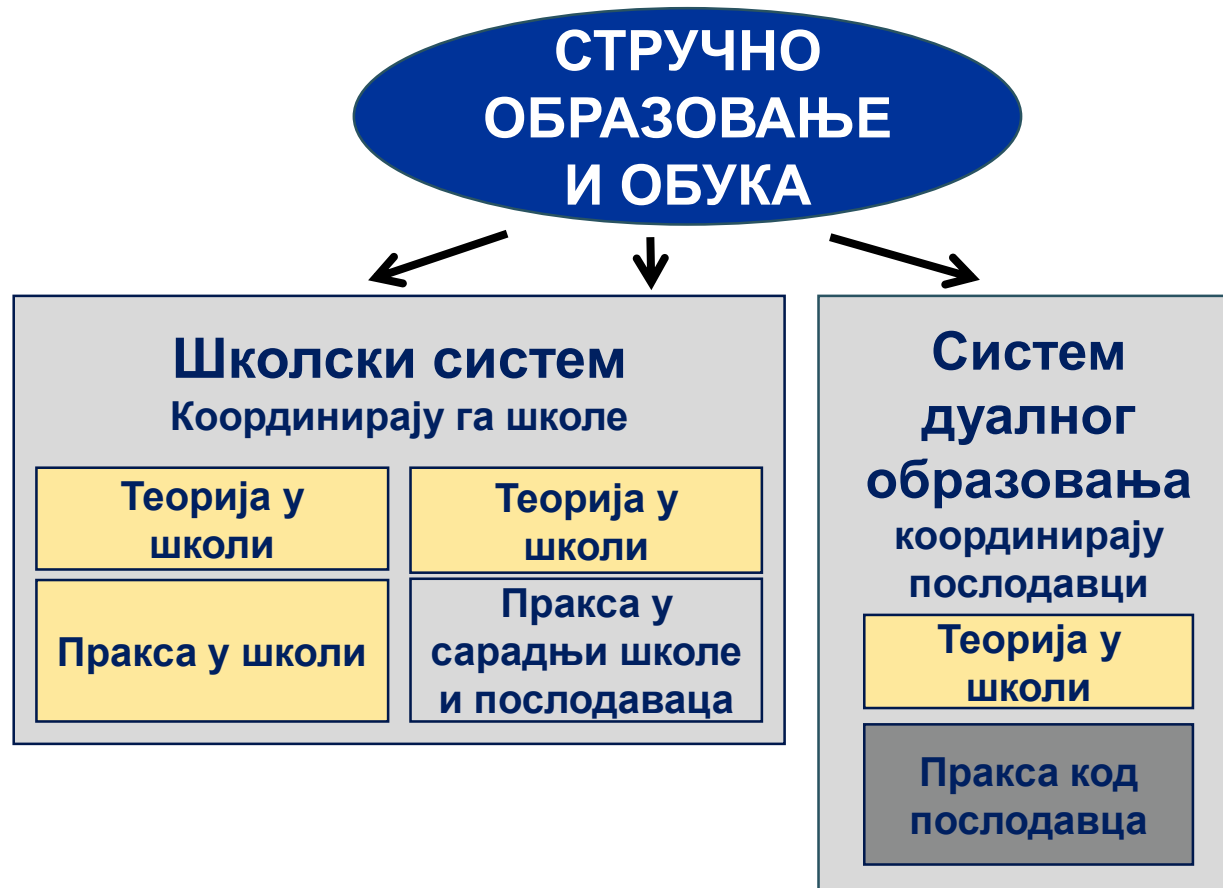 СТРУЧНО
ОБРАЗОВАЊЕ
И ОБУКА
Школски систем
Координирају га школе
Теорија у
школи
Пракса у школи
Теорија у
школи
Пракса у
сарадњи школе
и послодаваца
Систем
дуалног
образовања
координирају
послодавци
Теорија у
школи
Пракса код
послодавца